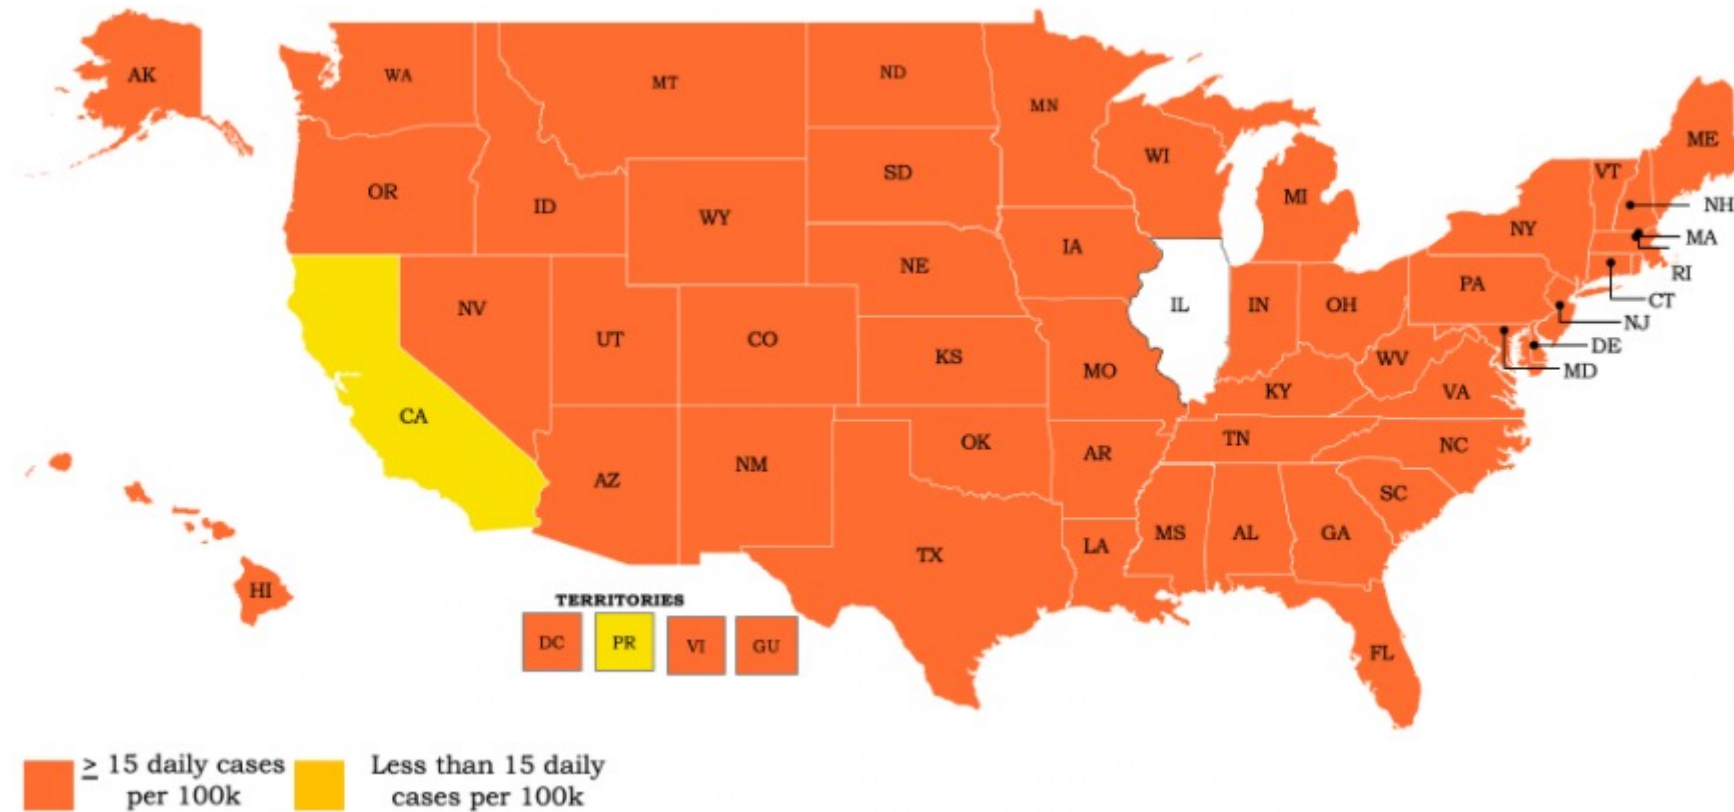 AK
WA
MT
ND
MN
ME
OR
ID
WY
SD
WI
MI
VT
NH
NY
MA
RI
IA
NE
PA
CT
NV
UT
CO
IL
IN
OH
NJ
DE
MD
KS
MO
WV
KY
VA
CA
AZ
NM
OK
AR
TN
NC
SC
MS
AL
GA
LA
TX
HI
FL
TERRITORIES
DC
PR
VI
GU
≥ 15 daily cases
per 100k
Less than 15 daily
cases per 100k